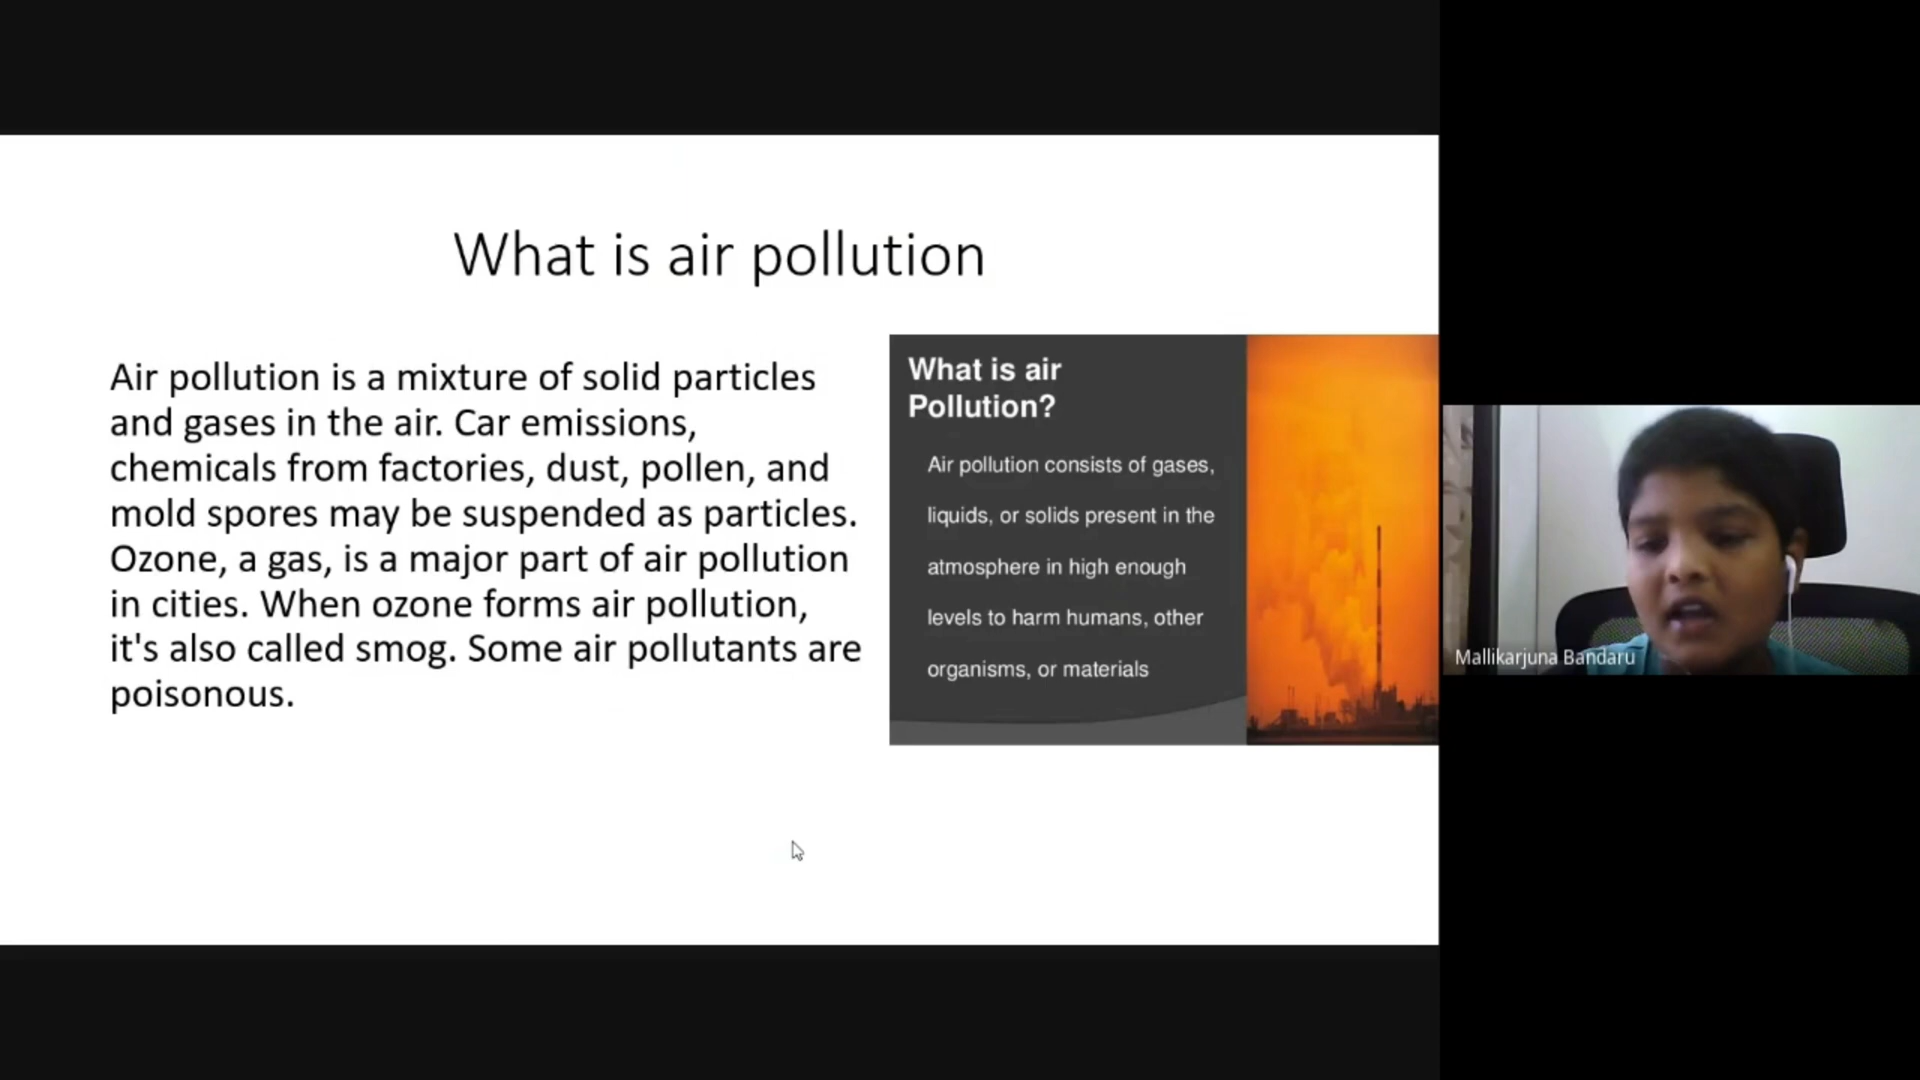 What is air pollution
Air pollution is a mixture of solid particles
and gases in the air. Car emissions,
chemicals from factories, dust, pollen, and
mold spores may be suspended as particles.
Ozone, a gas, is a major part of air pollution
in cities. When ozone forms air pollution,
it's also called smog. Some air pollutants are
poisonous.
What is air
Pollution?
Air pollution consists of gases,
liquids, or solids present in the
atmosphere in high enough
levels to harm humans, other
organisms, or materials
Mallikarjuna Bandaru